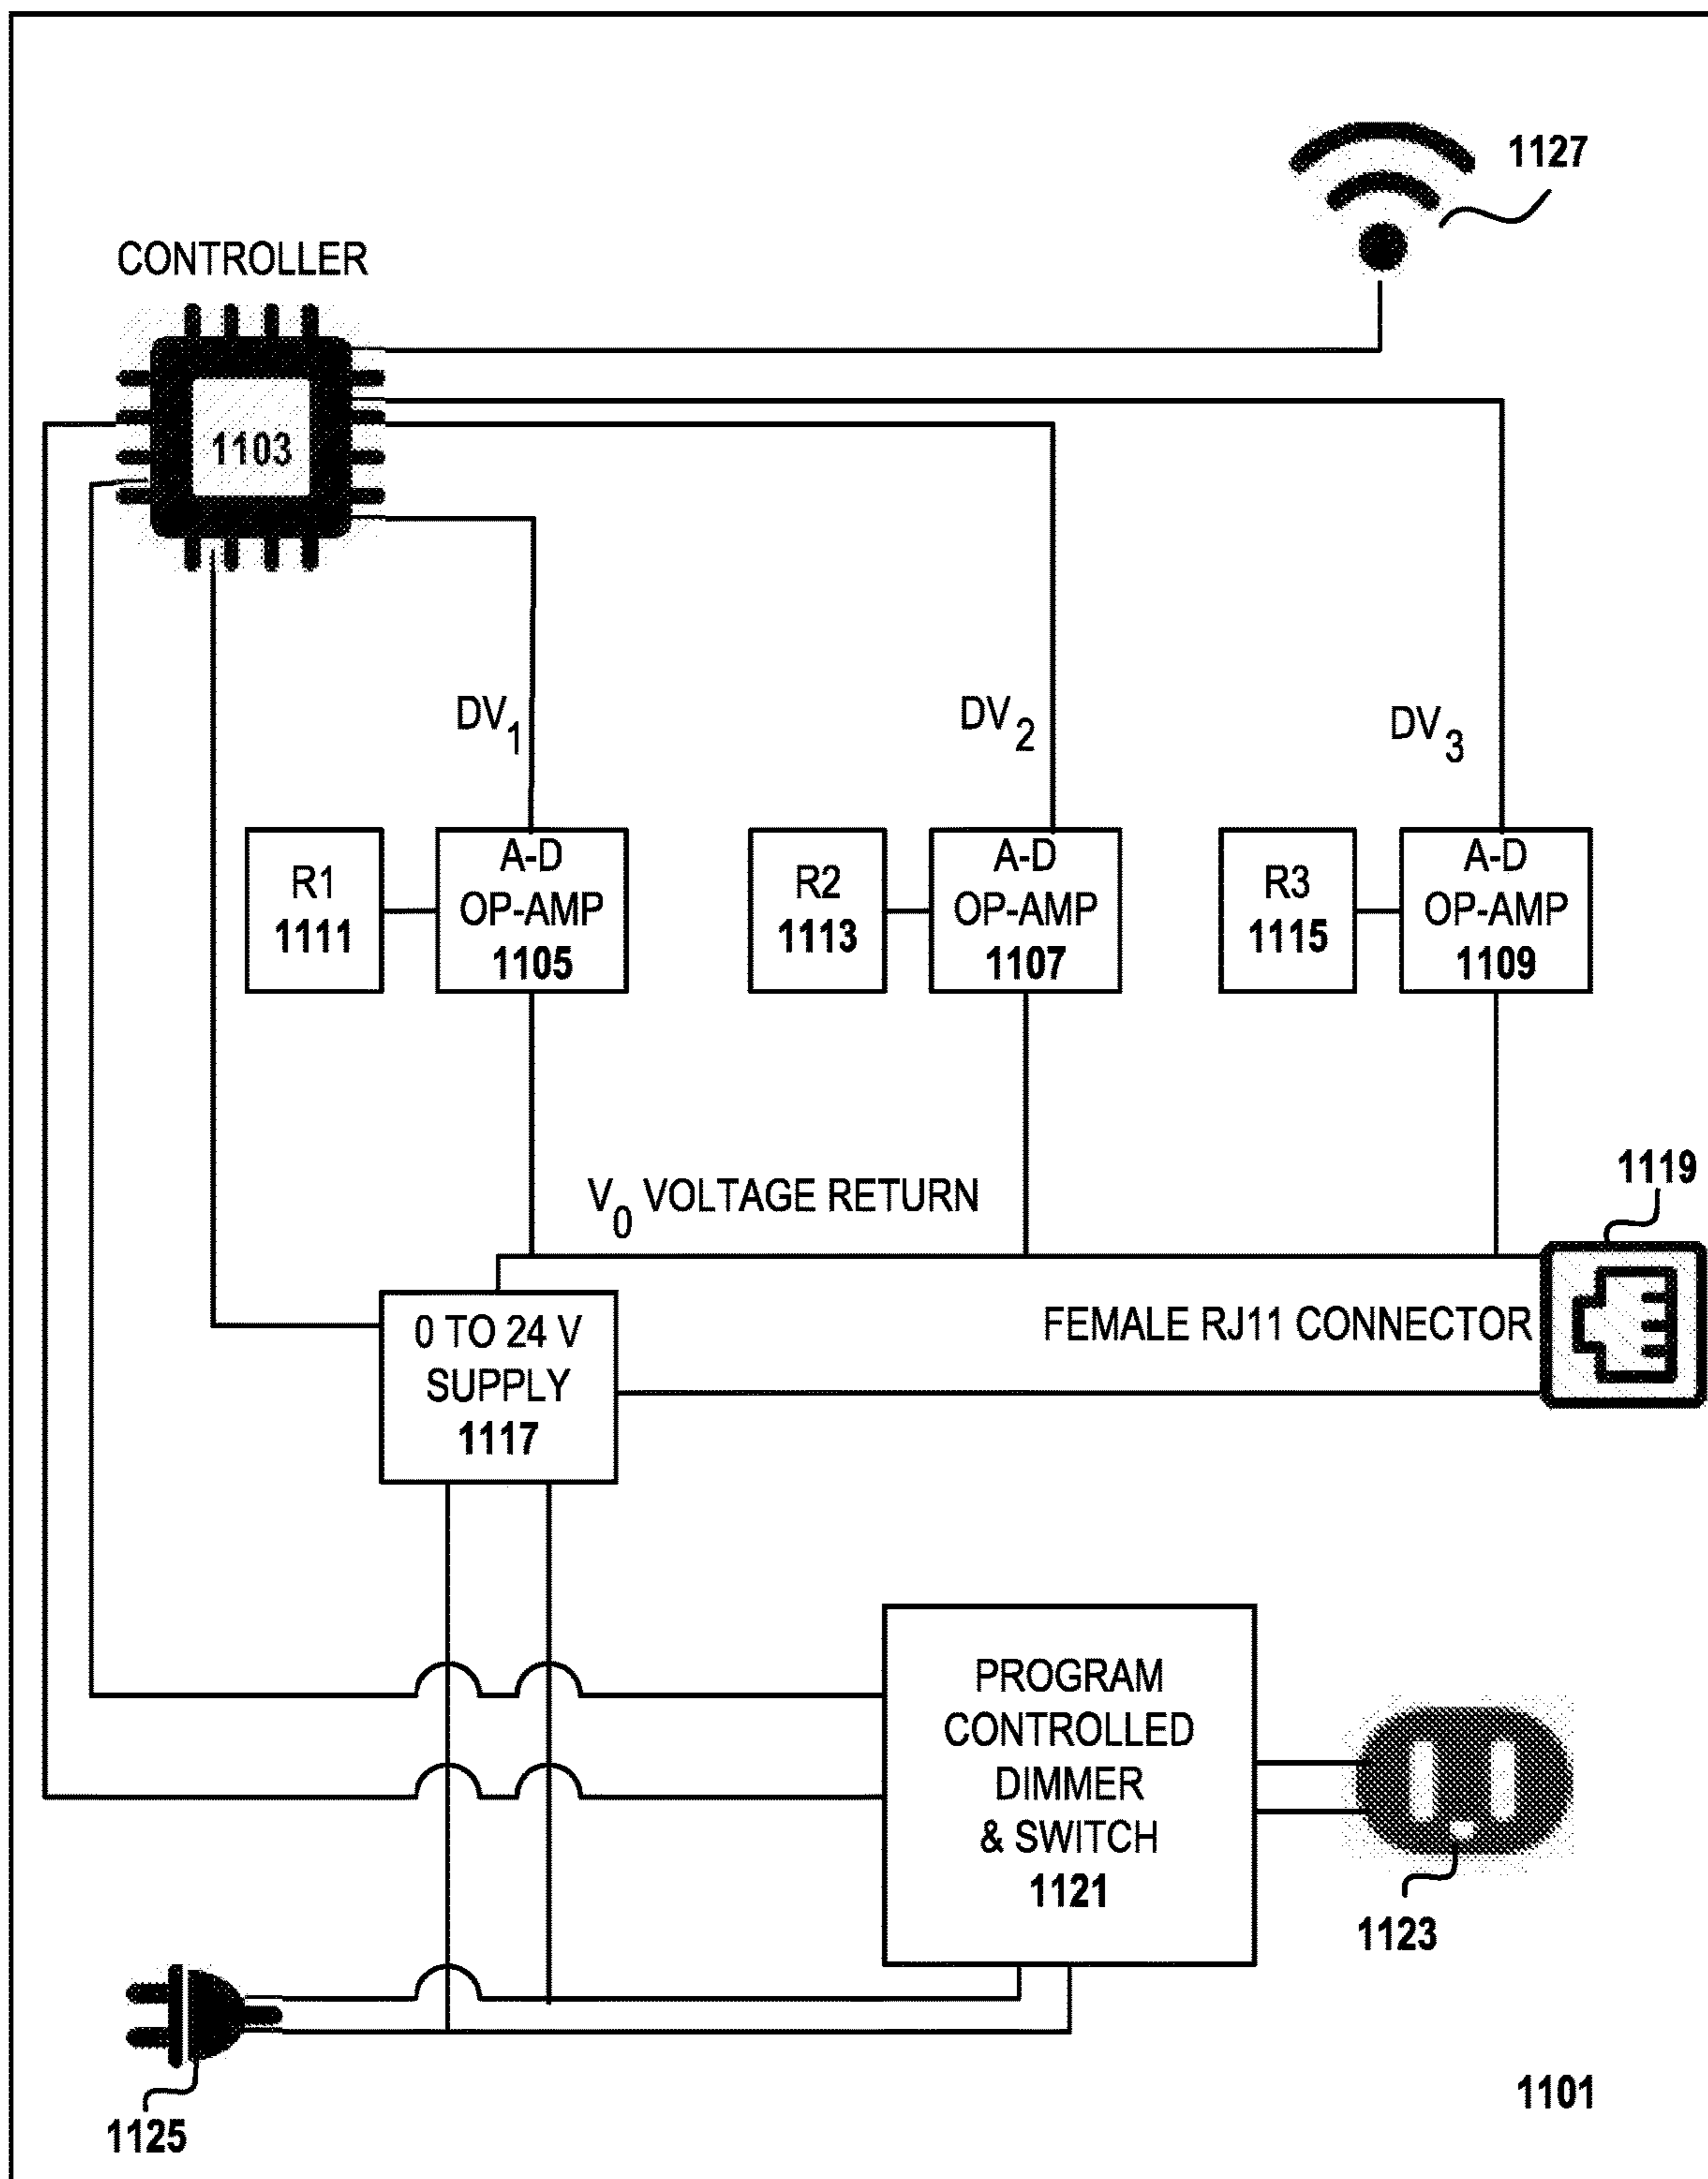 1127
CONTROLLER
1103
DV1
DV2
DV3
R1
1111
A-D
OP-AMP
1105
R2
1113
A-D
OP-AMP
1107
R3
1115
A-D
OP-AMP
1109
1119
V0 VOLTAGE RETURN
FEMALE RJ11 CONNECTOR
0 TO 24 V
SUPPLY
1117
PROGRAM
CONTROLLED
DIMMER
& SWITCH
1121
1123
1125
1101